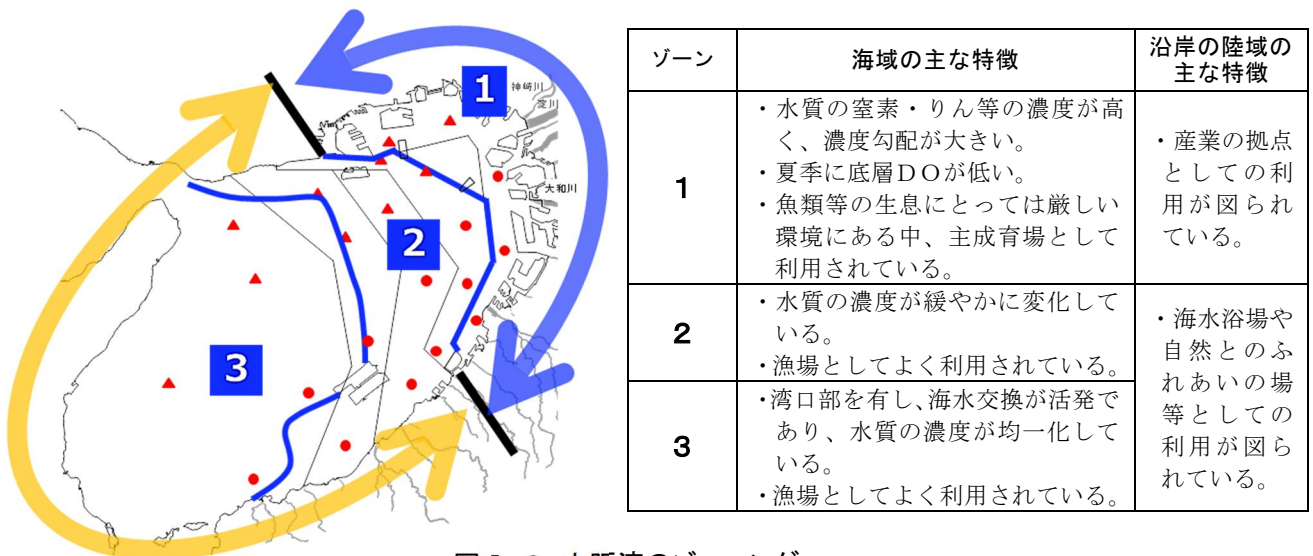 1
神崎川
淀川
大和川
2
3
ゾーン
海域の主な特徴
沿岸の陸域の
主な特徴
1
・水質の窒素・りん等の濃度が高
く、濃度勾配が大きい。
・夏季に底層ＤＯが低い。
・魚類等の生息にとっては厳しい
環境にある中、主成育場として
利用されている。
・産業の拠点
としての利
用が図られ
ている。
2
・水質の濃度が緩やかに変化して
いる。
・漁場としてよく利用されている。
3
・湾口部を有し、海水交換が活発で
あり、水質の濃度が均一化して
いる。
・漁場としてよく利用されている。
・海水浴場や
自然とのふ
れあいの場
等としての
利用が図ら
れている。